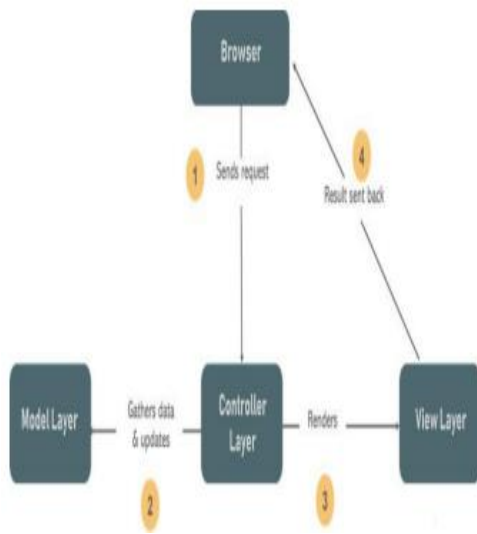 Browser
1
Sends request
4
Result sent back
Model Layer
Gathers data
& updates
Controller
Layer
Renders
View Layer
2
3